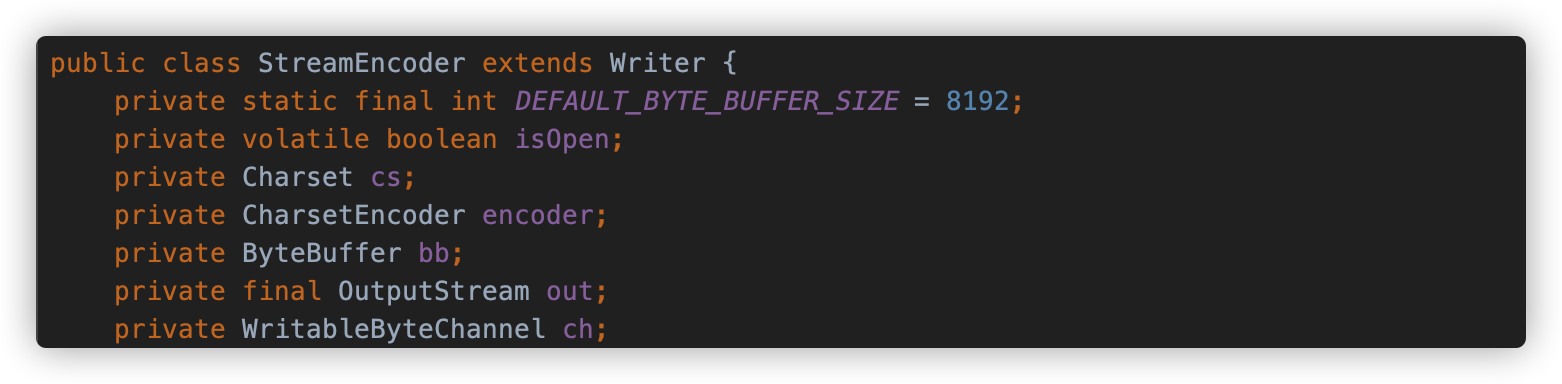 public class StreamEncoder extends Writer {
    private static final int DEFAULT_BYTE_BUFFER_SIZE = 8192;
    private volatile boolean isOpen;
    private Charset cs;
    private CharsetEncoder encoder;
    private ByteBuffer bb;
    private final OutputStream out;
    private WritableByteChannel ch;